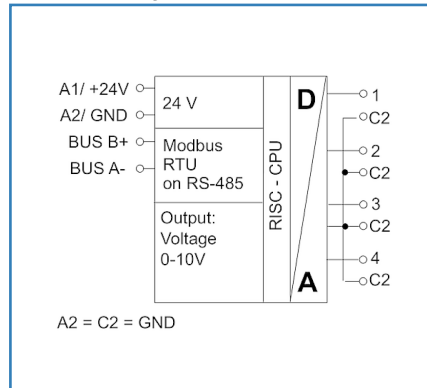 A1/ +24V
A2/ GND
BUS B+
BUS A-
24 V
Modbus
RTU
on RS-485
Output:
Voltage
0-10V
RISC - CPU
D
A
1
C2
2
C2
3
C2
4
C2
A2 = C2 = GND